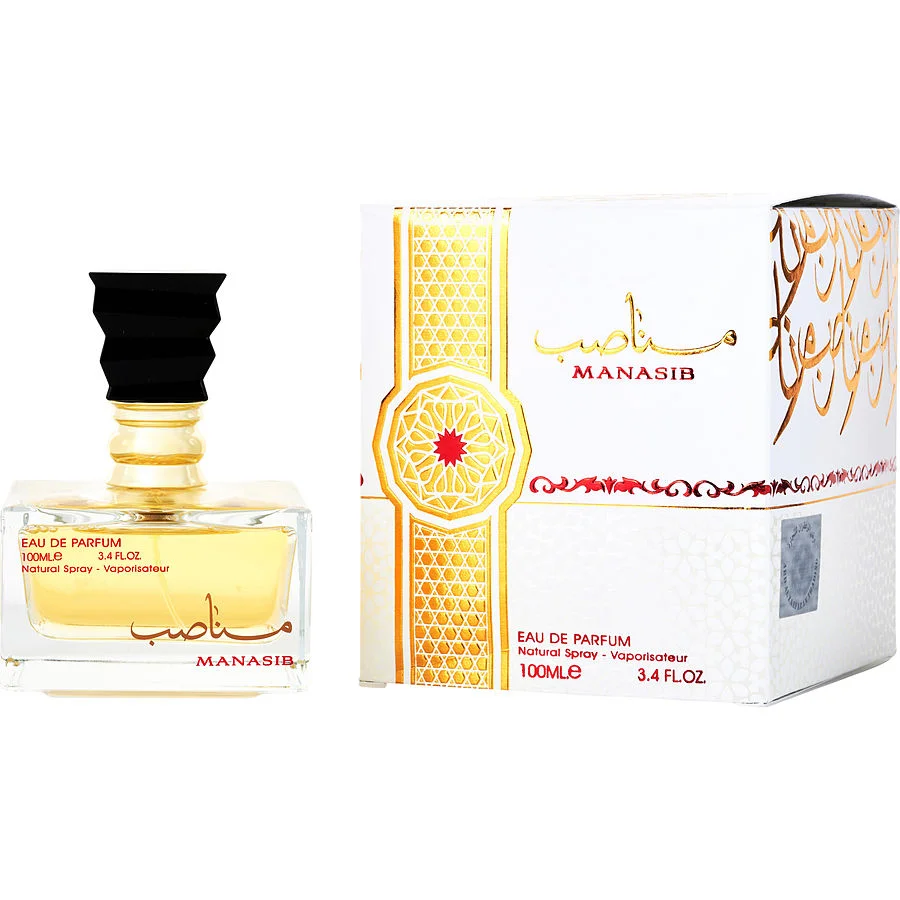 EAU DE PARFUM
100MLe 3.4 FL.OZ.
Natural Spray - Vaporisateur
مناصب
MANASIB
مناصب
MANASIB
EAU DE PARFUM
Natural Spray - Vaporisateur
100MLe 3.4 FL.OZ.